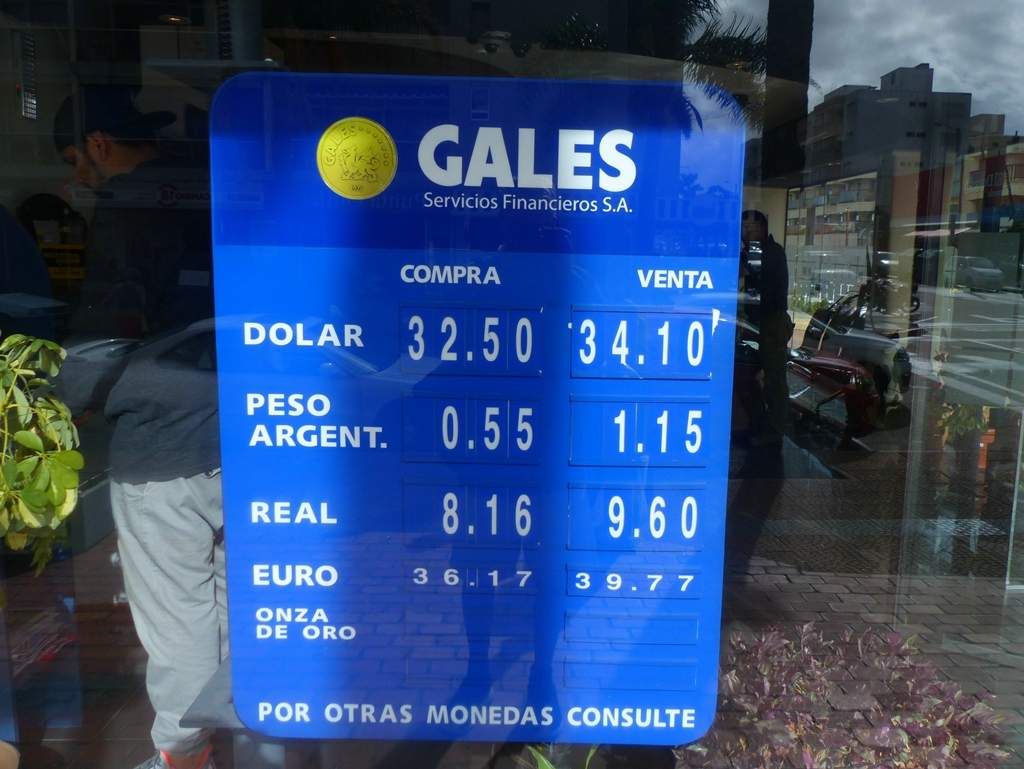 GALES
Servicios Financieros S.A.
COMPRA VENTA
DOLAR 32.50 34.10
PESO ARGENT. 0.55 1.15
REAL 8.16 9.60
EURO 36.17 39.77
ONZA
DE ORO
POR OTRAS MONEDAS CONSULTE